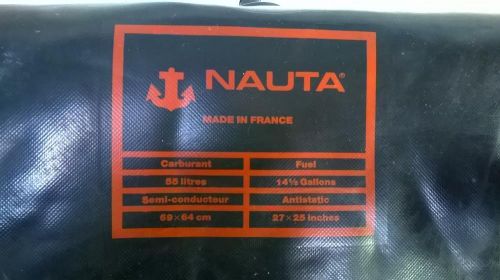 NAUTA®
MADE IN FRANCE
Carburant Fuel
55 litres 14½ Gallons
Semi-conducteur Antistatic
69×64 cm 27×25 inches